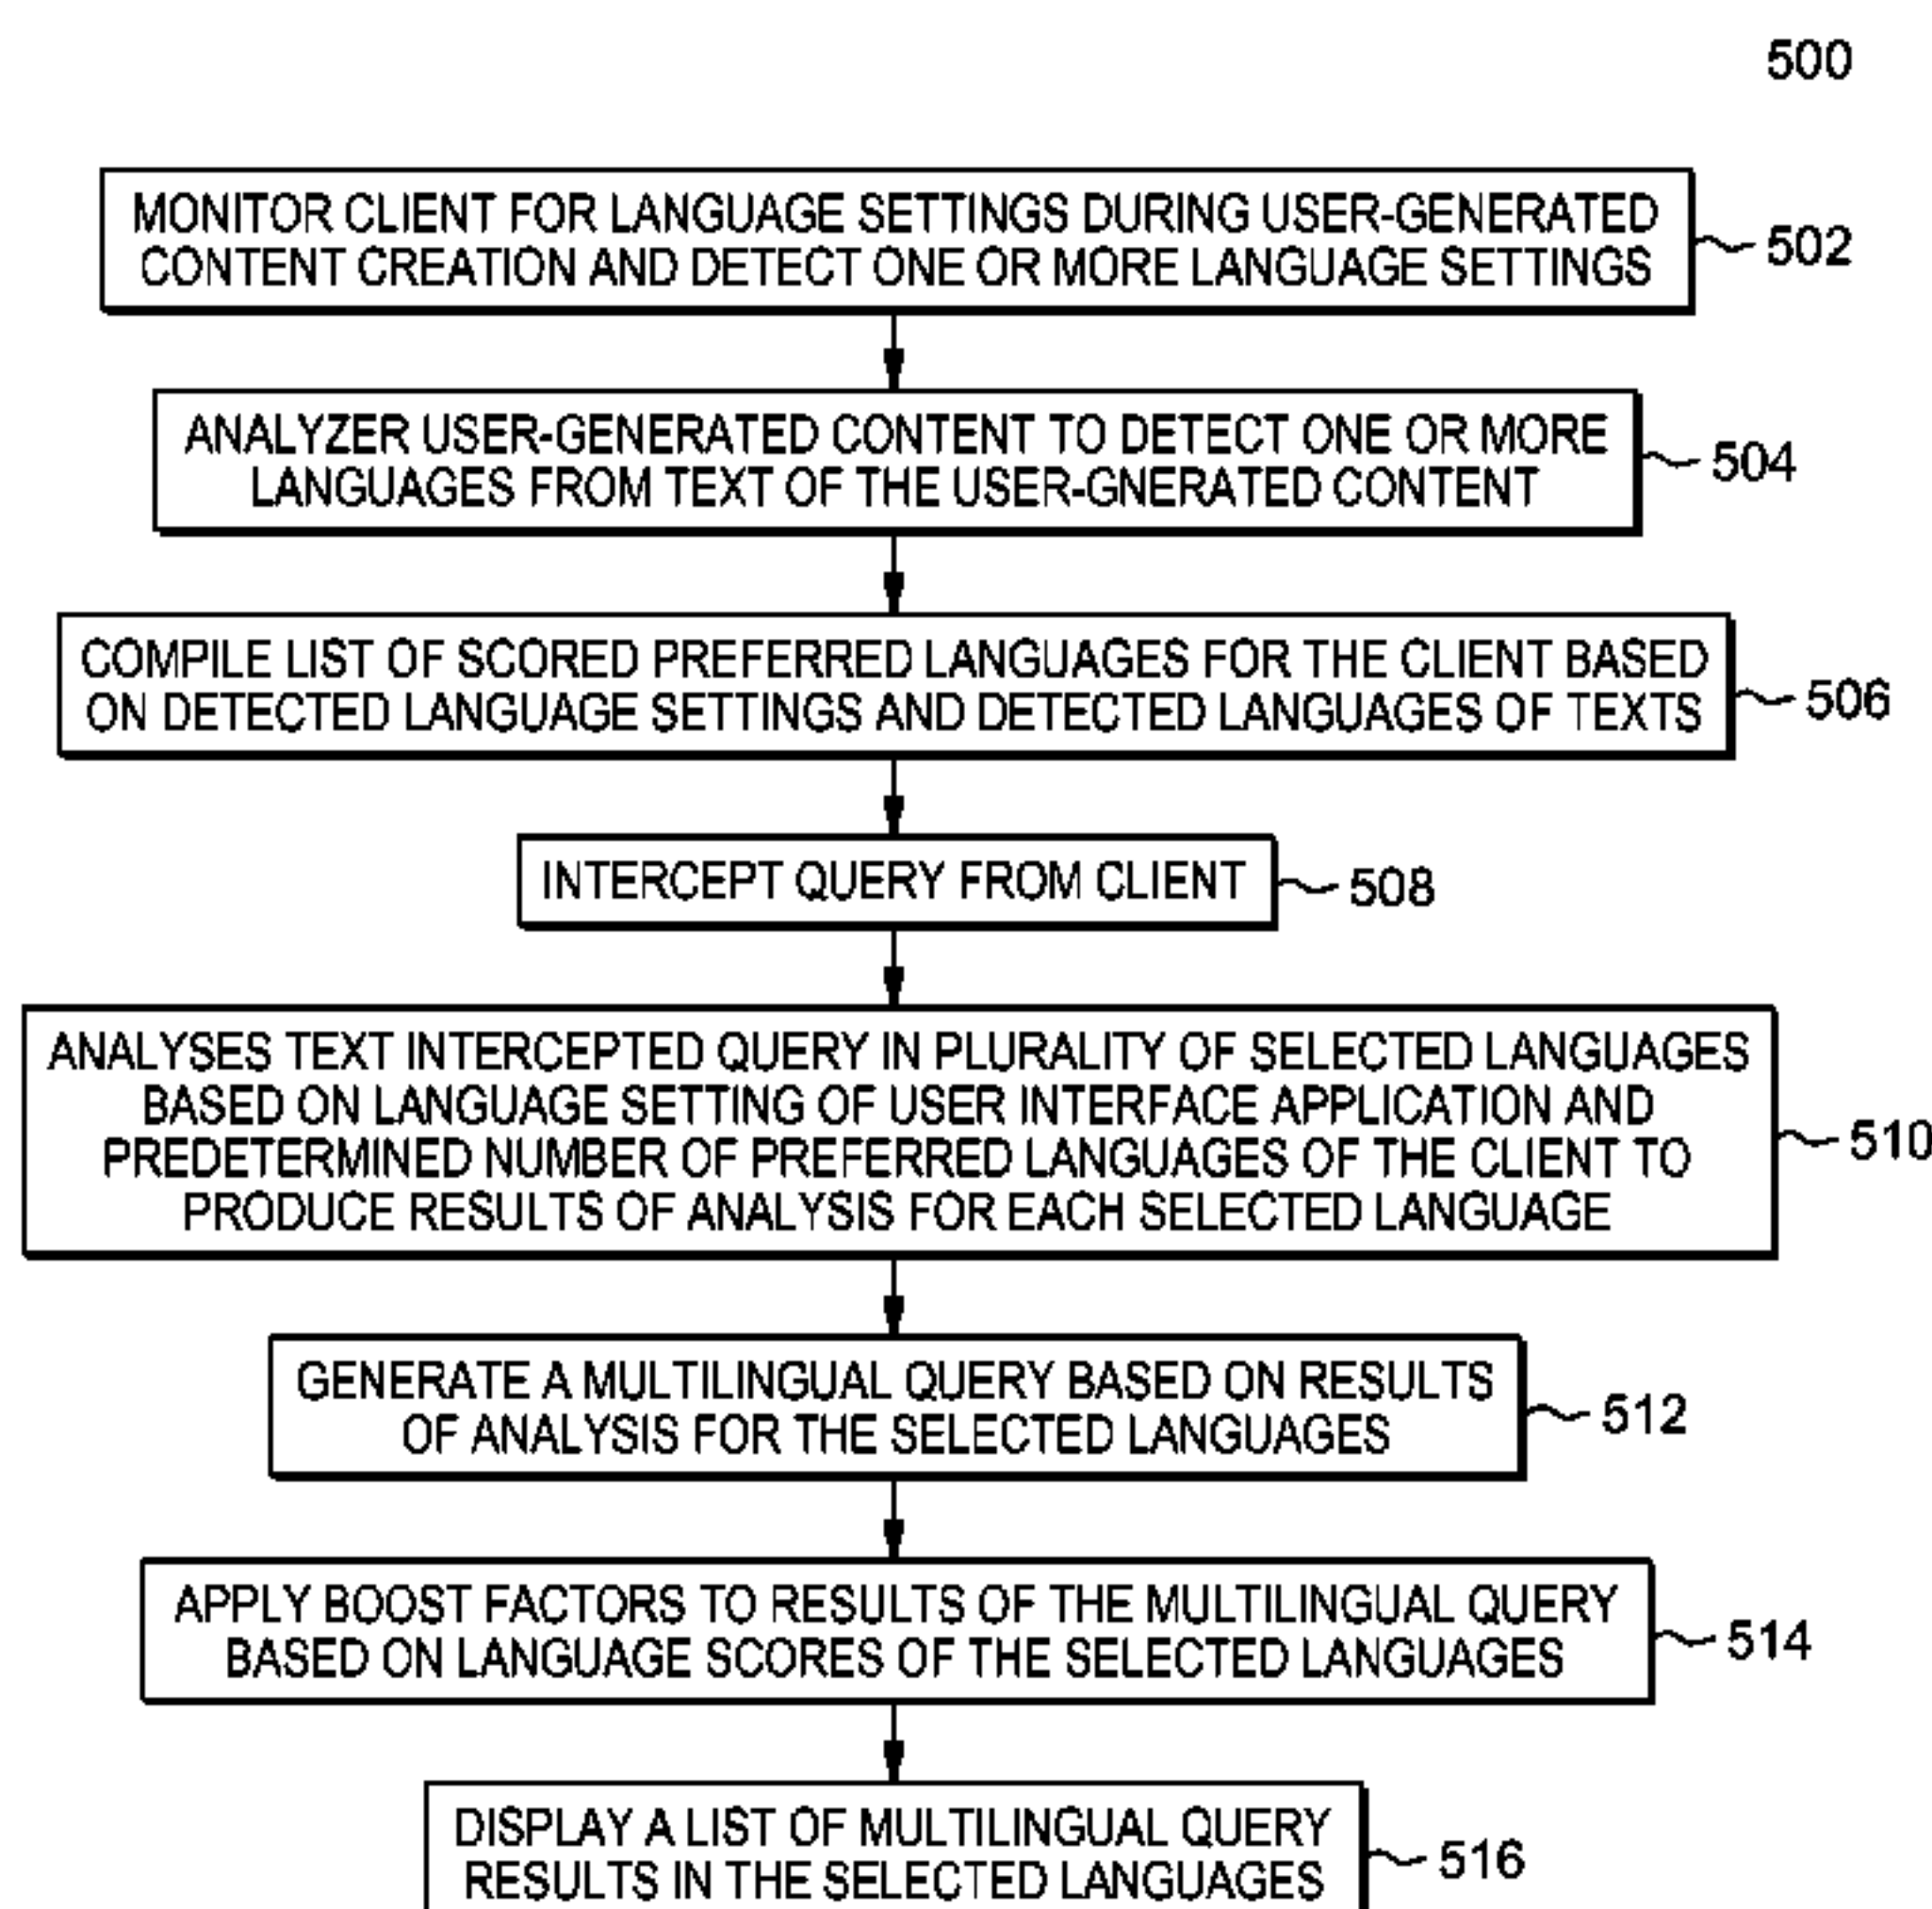 500
MONITOR CLIENT FOR LANGUAGE SETTINGS DURING USER-GENERATED
CONTENT CREATION AND DETECT ONE OR MORE LANGUAGE SETTINGS
502
ANALYZER USER-GENERATED CONTENT TO DETECT ONE OR MORE
LANGUAGES FROM TEXT OF THE USER-GNERATED CONTENT
504
COMPILE LIST OF SCORED PREFERRED LANGUAGES FOR THE CLIENT BASED
ON DETECTED LANGUAGE SETTINGS AND DETECTED LANGUAGES OF TEXTS
506
INTERCEPT QUERY FROM CLIENT
508
ANALYSES TEXT INTERCEPTED QUERY IN PLURALITY OF SELECTED LANGUAGES
BASED ON LANGUAGE SETTING OF USER INTERFACE APPLICATION AND
PREDETERMINED NUMBER OF PREFERRED LANGUAGES OF THE CLIENT TO
PRODUCE RESULTS OF ANALYSIS FOR EACH SELECTED LANGUAGE
510
GENERATE A MULTILINGUAL QUERY BASED ON RESULTS
OF ANALYSIS FOR THE SELECTED LANGUAGES
512
APPLY BOOST FACTORS TO RESULTS OF THE MULTILINGUAL QUERY
BASED ON LANGUAGE SCORES OF THE SELECTED LANGUAGES
514
DISPLAY A LIST OF MULTILINGUAL QUERY
RESULTS IN THE SELECTED LANGUAGES
516